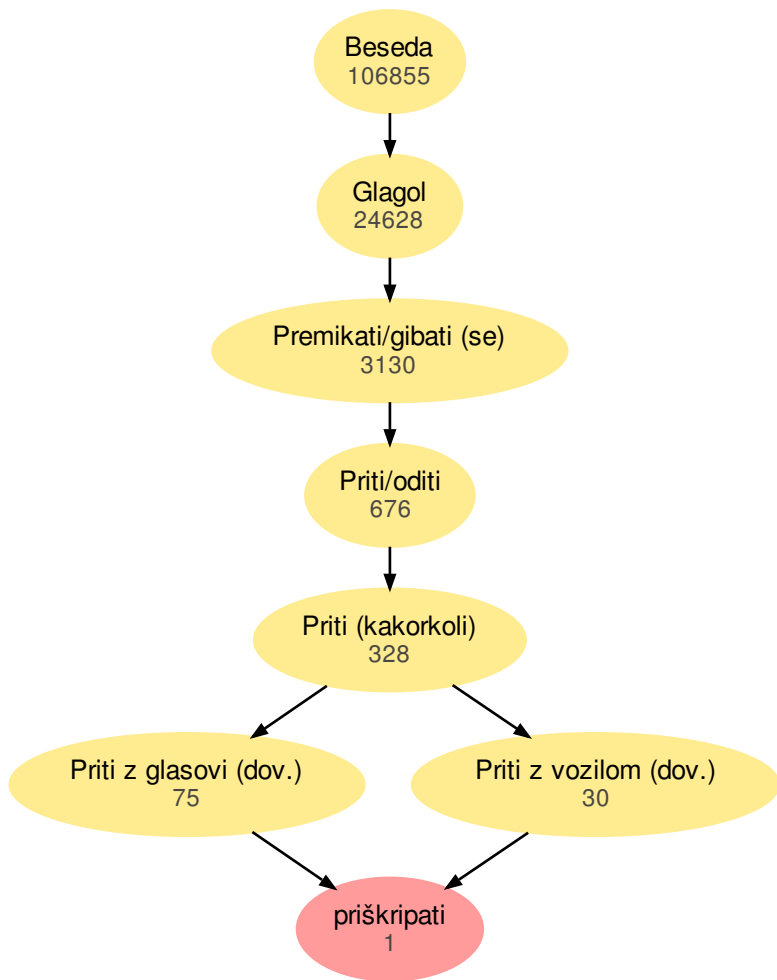 Beseda
106855
Glagol
24628
Premikati/gibati (se)
3130
Priti/oditi
676
Priti (kakorkoli)
328
Priti z glasovi (dov.)
75
Priti z vozilom (dov.)
30
priškripati
1